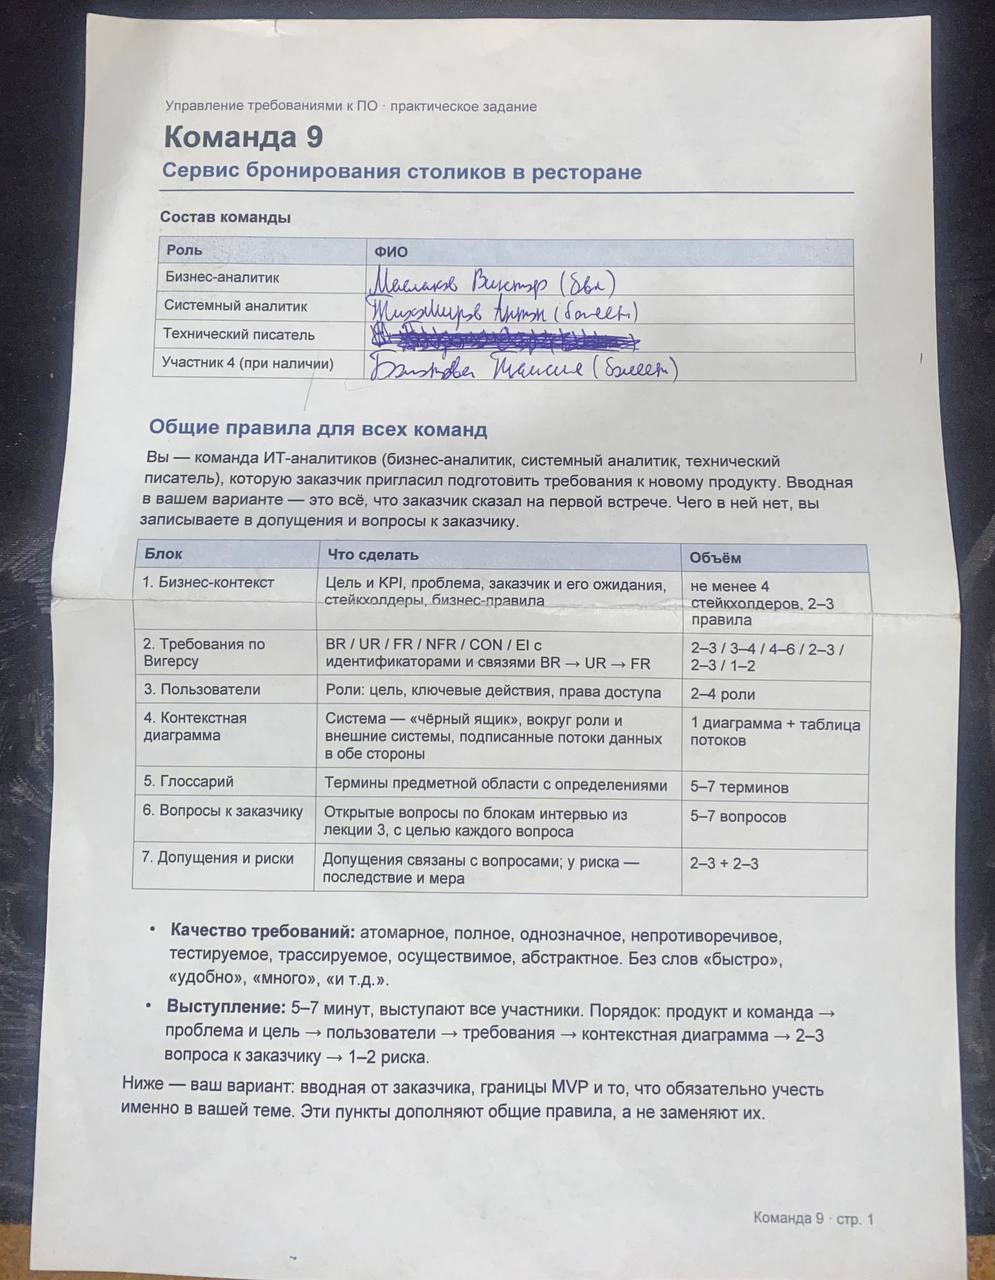 Управление требованиями к ПО · практическое задание
Команда 9
Сервис бронирования столиков в ресторане
Состав команды
Роль
ФИО
Бизнес-аналитик
Виктор
Системный аналитик
(болеет)
Технический писатель
Участник 4 (при наличии)
Таисия (болеет)
Общие правила для всех команд
Вы — команда ИТ-аналитиков (бизнес-аналитик, системный аналитик, технический
писатель), которую заказчик пригласил подготовить требования к новому продукту. Вводная
в вашем варианте — это всё, что заказчик сказал на первой встрече. Чего в ней нет, вы
записываете в допущения и вопросы к заказчику.
Блок
Что сделать
Объём
1. Бизнес-контекст
Цель и KPI, проблема, заказчик и его ожидания,
стейкхолдеры, бизнес-правила
не менее 4
стейкхолдеров, 2–3
правила
2. Требования по
Вигерсу
BR / UR / FR / NFR / CON / EI с
идентификаторами и связями BR → UR → FR
2–3 / 3–4 / 4–6 / 2–3 /
2–3 / 1–2
3. Пользователи
Роли: цель, ключевые действия, права доступа
2–4 роли
4. Контекстная
диаграмма
Система — «чёрный ящик», вокруг роли и
внешние системы, подписанные потоки данных
в обе стороны
1 диаграмма + таблица
потоков
5. Глоссарий
Термины предметной области с определениями
5–7 терминов
6. Вопросы к заказчику
Открытые вопросы по блокам интервью из
лекции 3, с целью каждого вопроса
5–7 вопросов
7. Допущения и риски
Допущения связаны с вопросами; у риска —
последствие и мера
2–3 + 2–3
• Качество требований: атомарное, полное, однозначное, непротиворечивое,
тестируемое, трассируемое, осуществимое, абстрактное. Без слов «быстро»,
«удобно», «много», «и т.д.».
• Выступление: 5–7 минут, выступают все участники. Порядок: продукт и команда →
проблема и цель → пользователи → требования → контекстная диаграмма → 2–3
вопроса к заказчику → 1–2 риска.
Ниже — ваш вариант: вводная от заказчика, границы MVP и то, что обязательно учесть
именно в вашей теме. Эти пункты дополняют общие правила, а не заменяют их.
Команда 9 · стр. 1